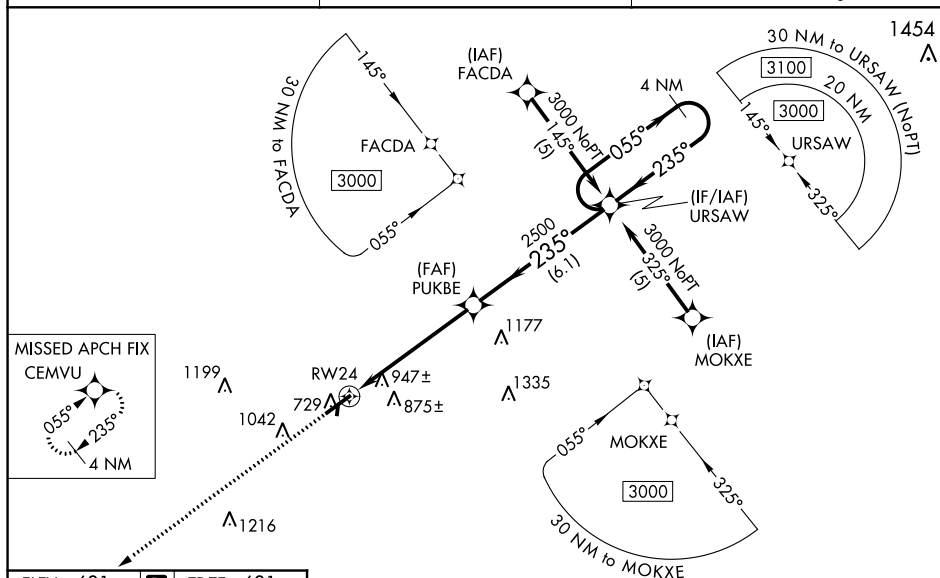 1454
30 NM to URSAW (NoPT)
3100
20 NM
3000
145°
URSAW
325°
(IAF)
FACDA
3000 NoPT
145°
(5)
4 NM
055°
235°
(IF/IAF)
URSAW
30 NM to FACDA
145°
FACDA
3000
055°
2500
235°
(6.1)
3000 NoPT
325°
(5)
(FAF)
PUKBE
(IAF)
MOKXE
1177
MISSED APCH FIX
CEMVU
055°
235°
4 NM
1199
RW24
947±
729
875±
1335
1042
1216
055°
MOKXE
3000
325°
30 NM to MOKXE